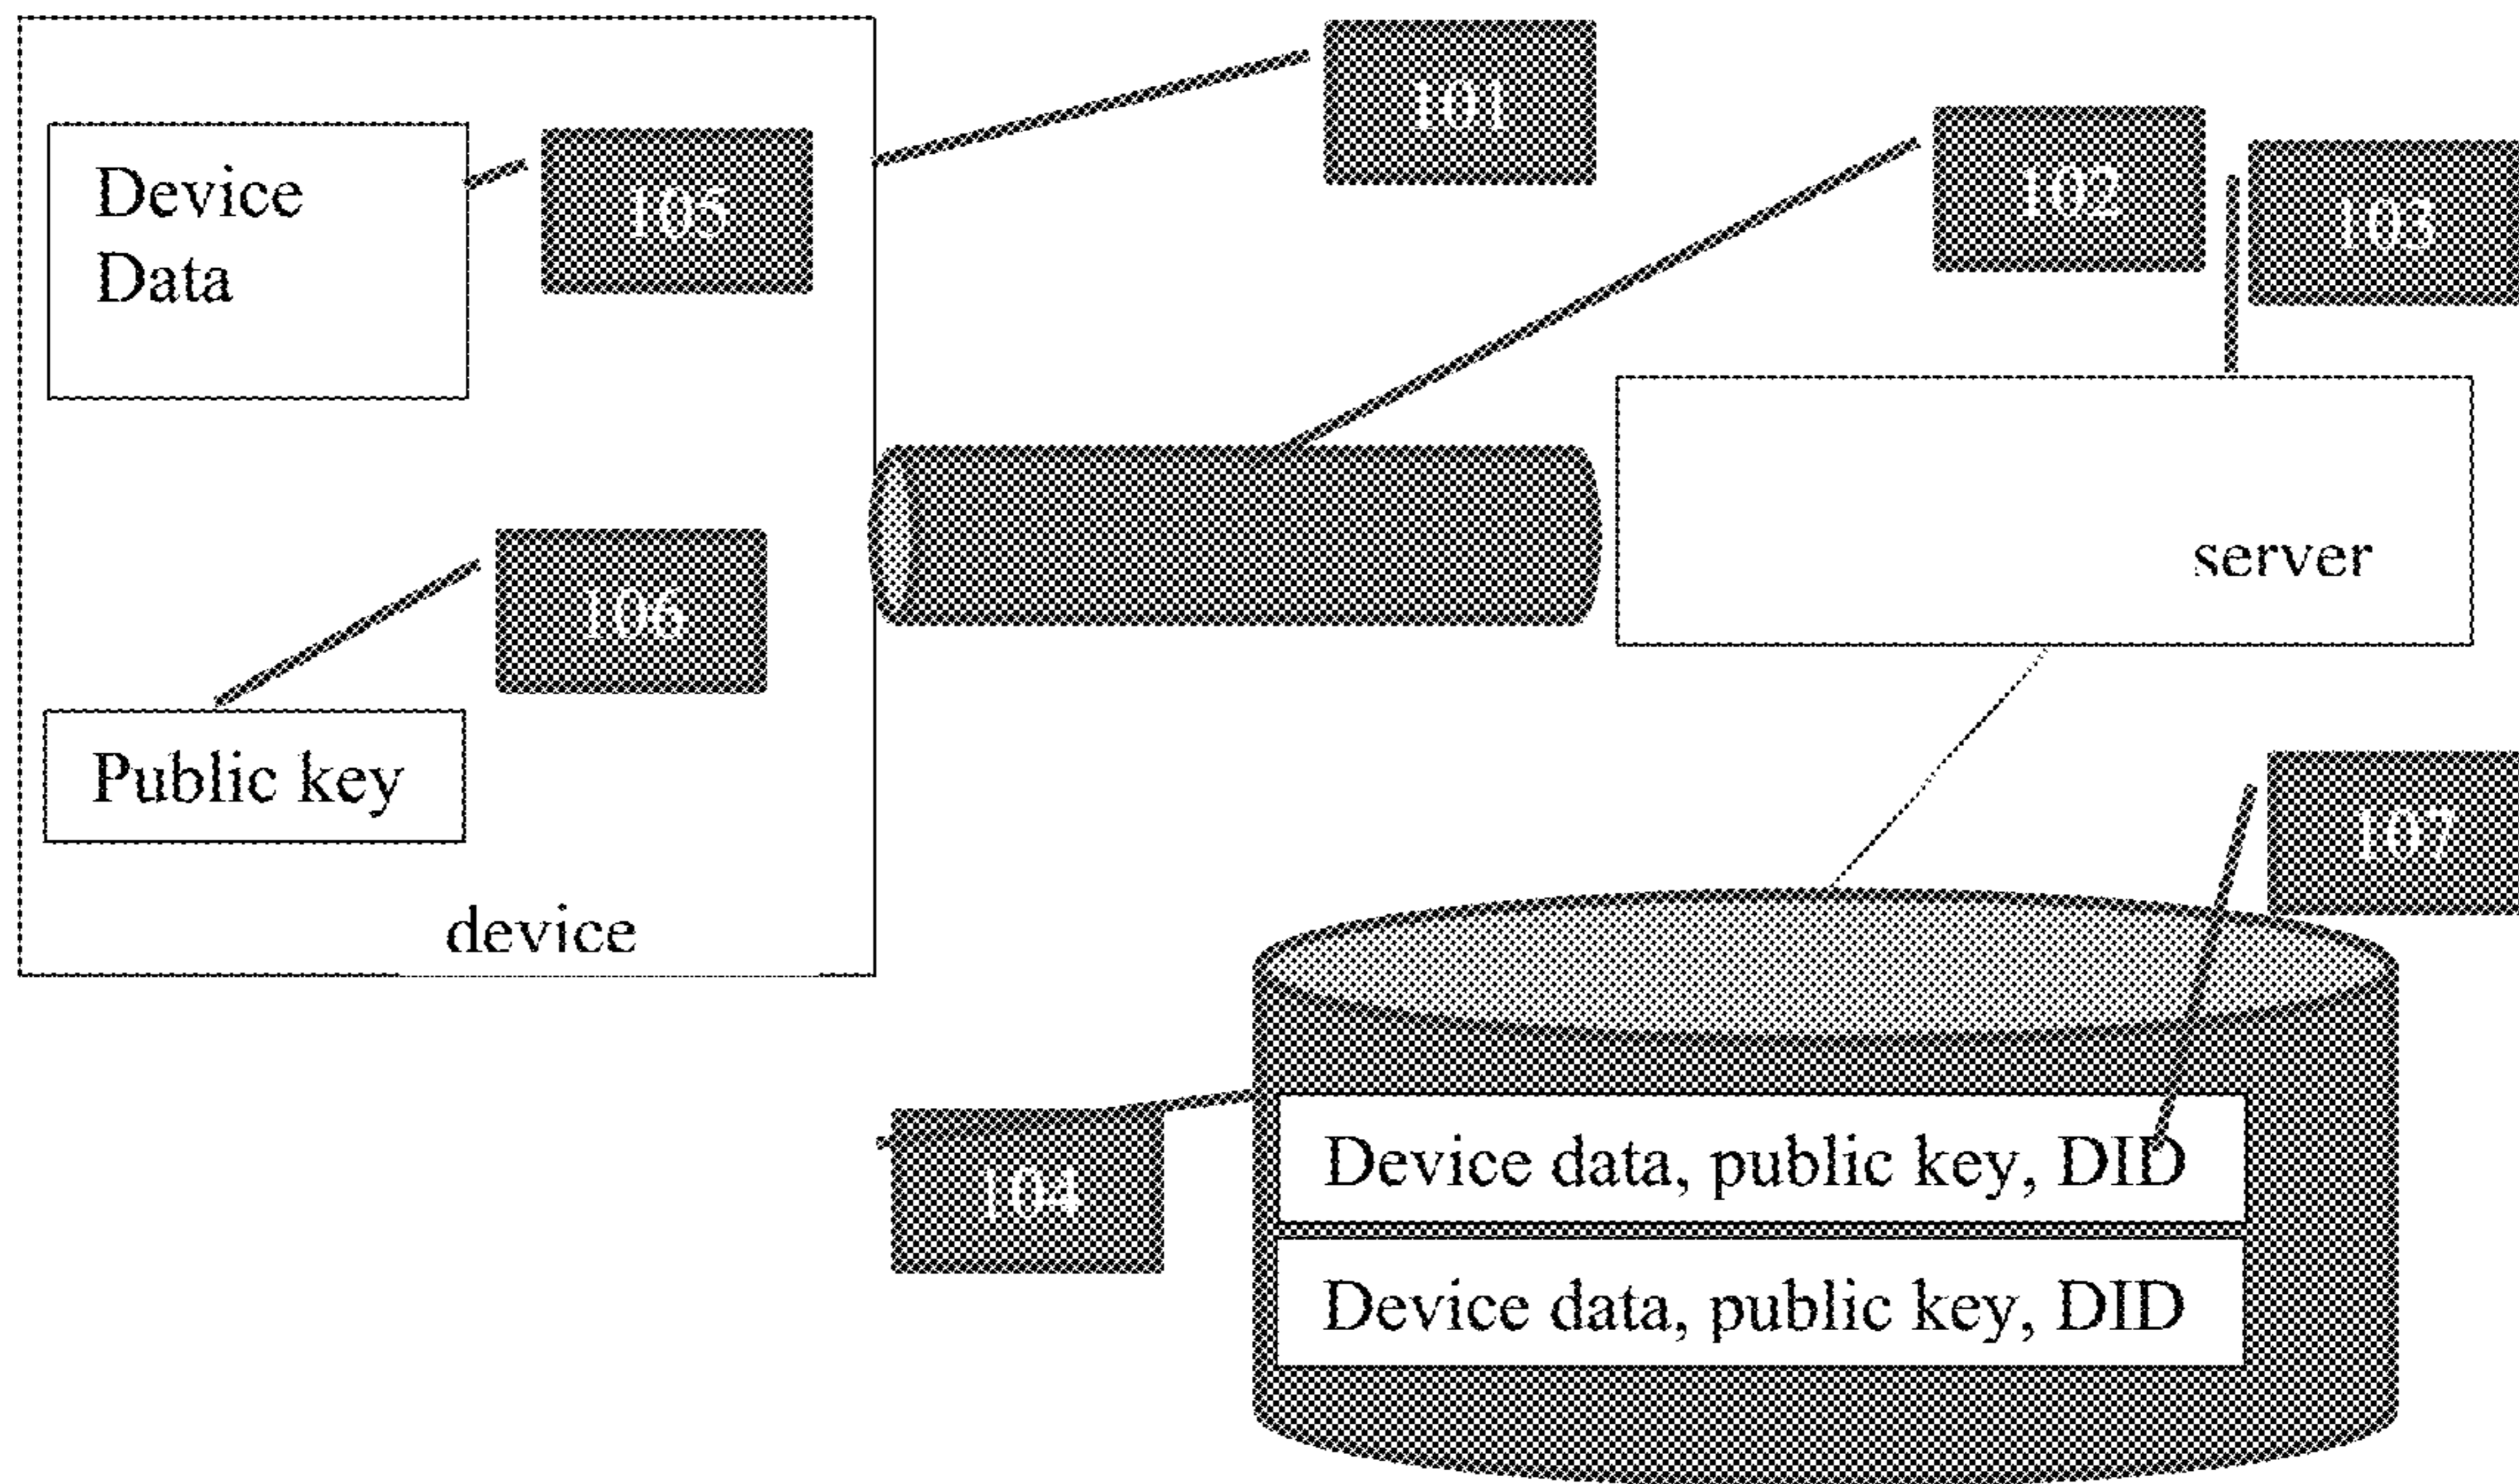 101
102
103
Device
Data
105
106
server
Public key
107
device
104
Device data, public key, DID
Device data, public key, DID